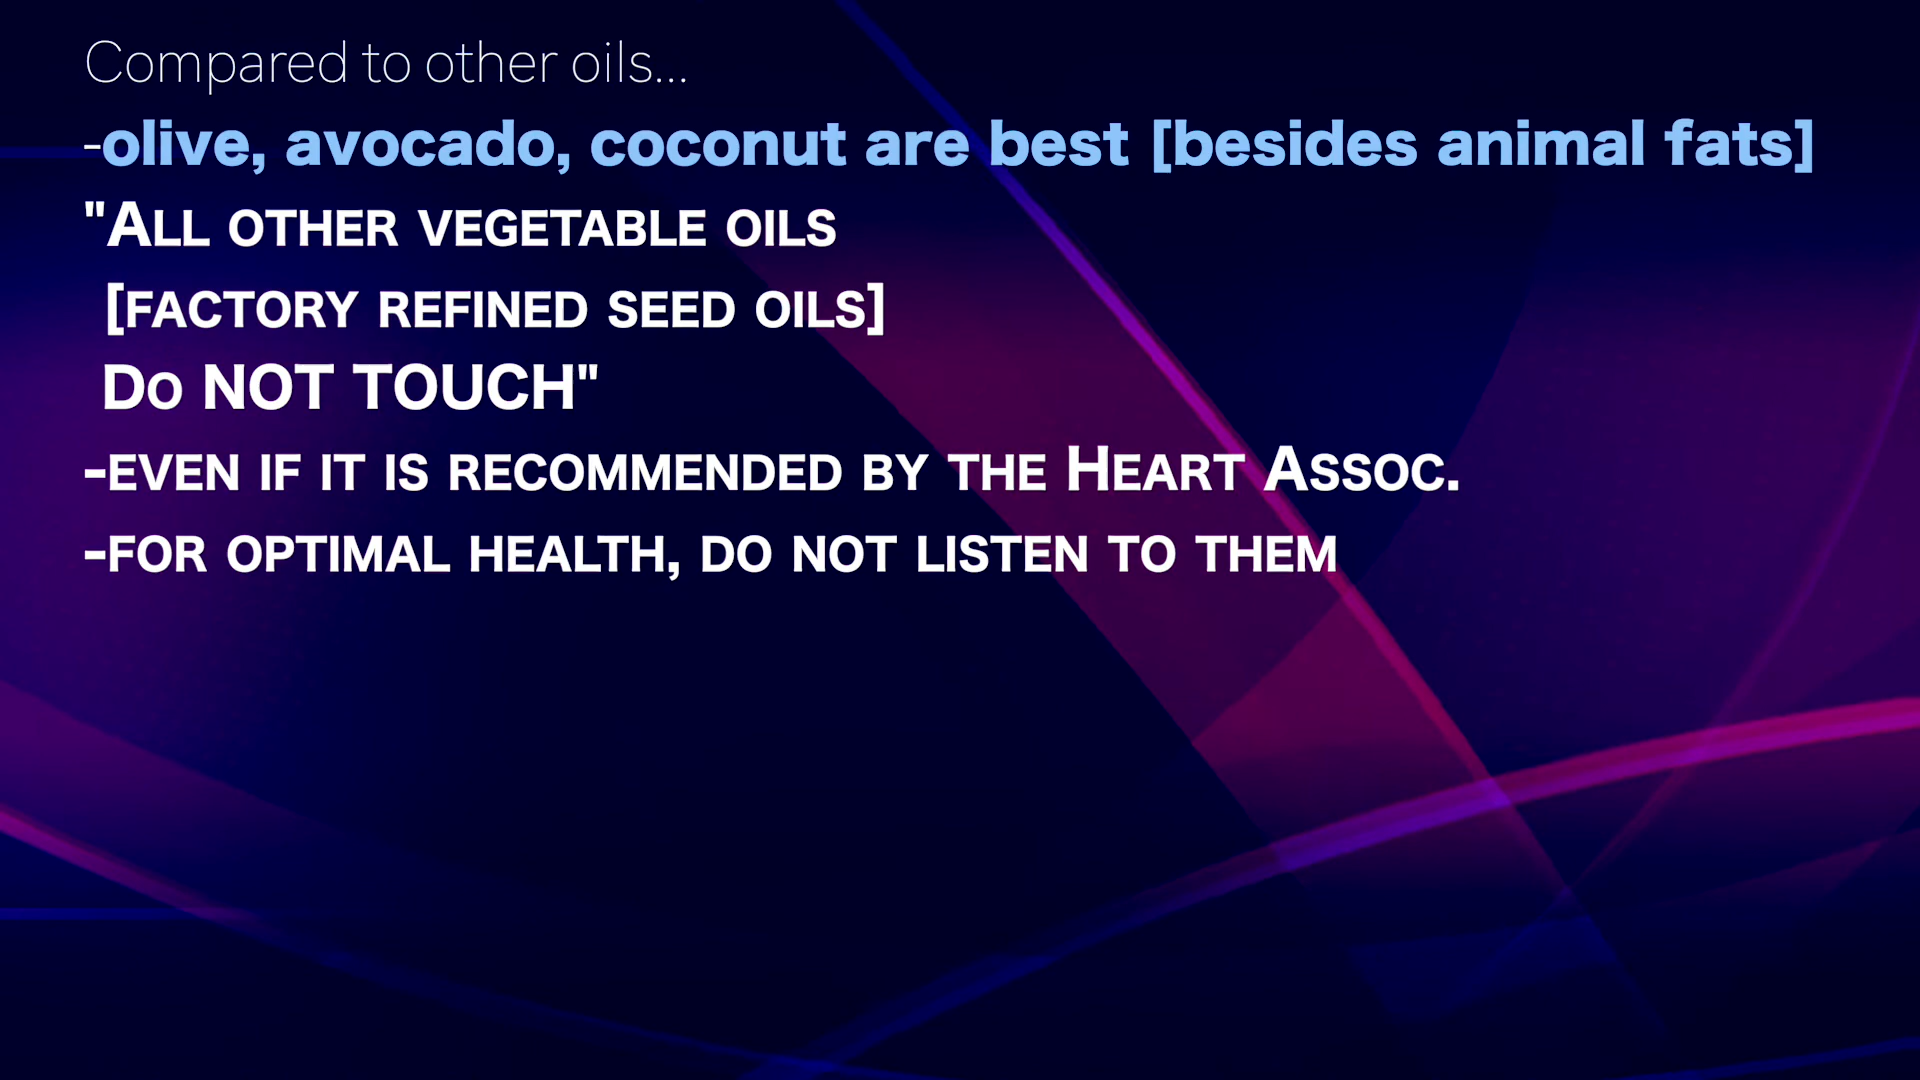 Compared to other oils...
-olive, avocado, coconut are best [besides animal fats]
"All other vegetable oils
[factory refined seed oils]
Do NOT TOUCH"
-even if it is recommended by the Heart Assoc.
-for optimal health, do not listen to them